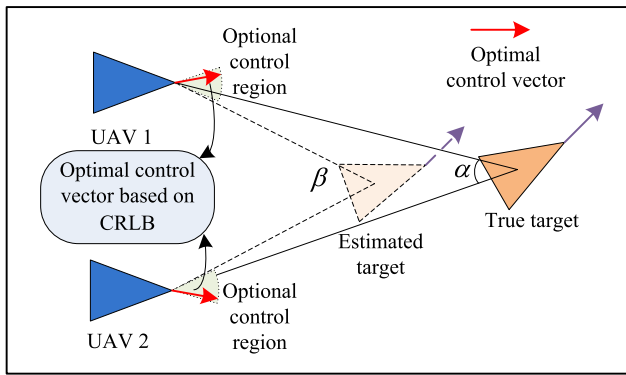 Optional
control
region
Optimal
control vector
UAV 1
Optimal control
vector based on
CRLB
β
α
True target
Estimated
target
Optional
control
region
UAV 2